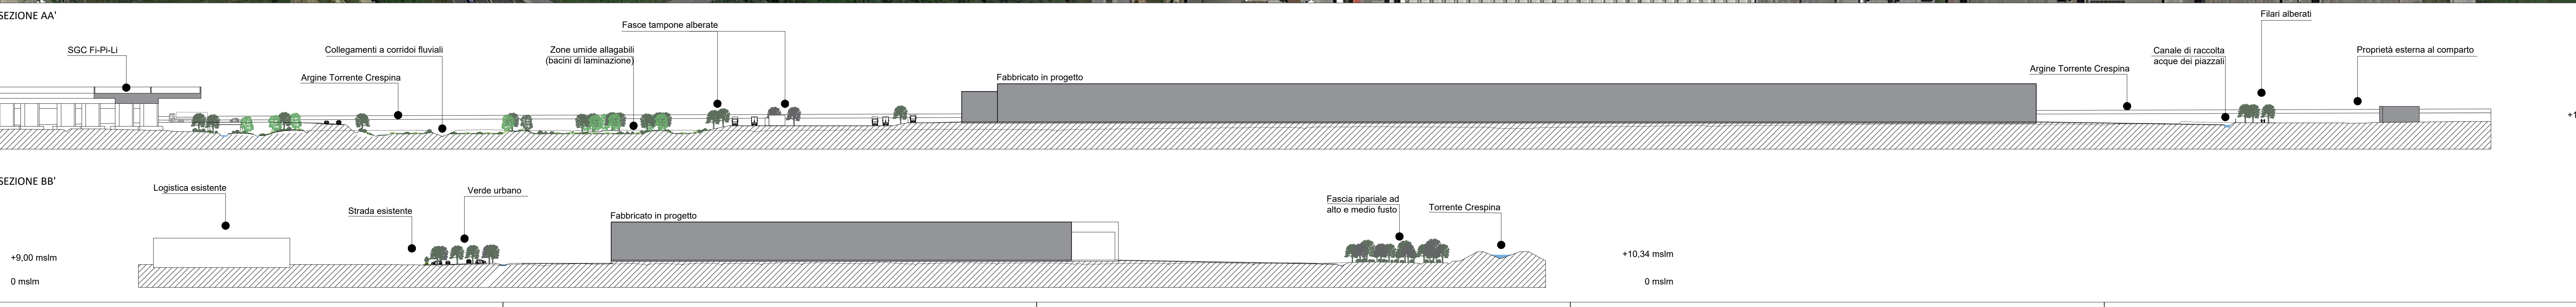 SEZIONE AA'
Filari alberati
Fasce tampone alberate
SGC Fi-Pi-Li
Collegamenti a corridoi fluviali
Zone umide allagabili
(bacini di laminazione)
Canale di raccolta
acque dei piazzali
Proprietà esterna al comparto
Argine Torrente Crespina
Fabbricato in progetto
Argine Torrente Crespina
SEZIONE BB'
Logistica esistente
Verde urbano
Strada esistente
Fabbricato in progetto
Fascia ripariale ad
alto e medio fusto
Torrente Crespina
+9,00 mslm
+10,34 mslm
0 mslm
0 mslm